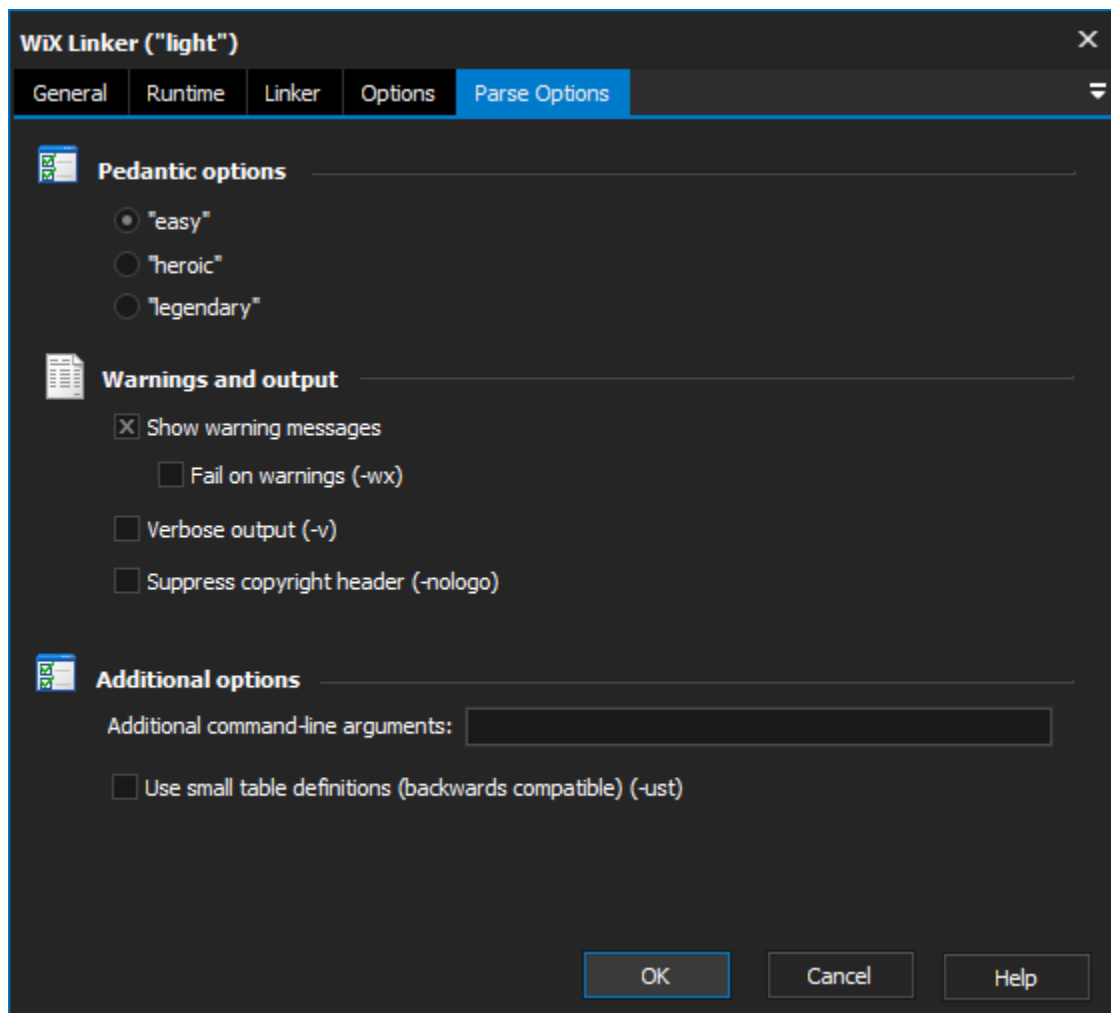 WiX Linker ("light")
General Runtime Linker Options Parse Options
Pedantic options
"easy"
"heroic"
"legendary"
Warnings and output
Show warning messages
Fail on warnings (-wx)
Verbose output (-v)
Suppress copyright header (-nologo)
Additional options
Additional command-line arguments:
Use small table definitions (backwards compatible) (-ust)
OK Cancel Help